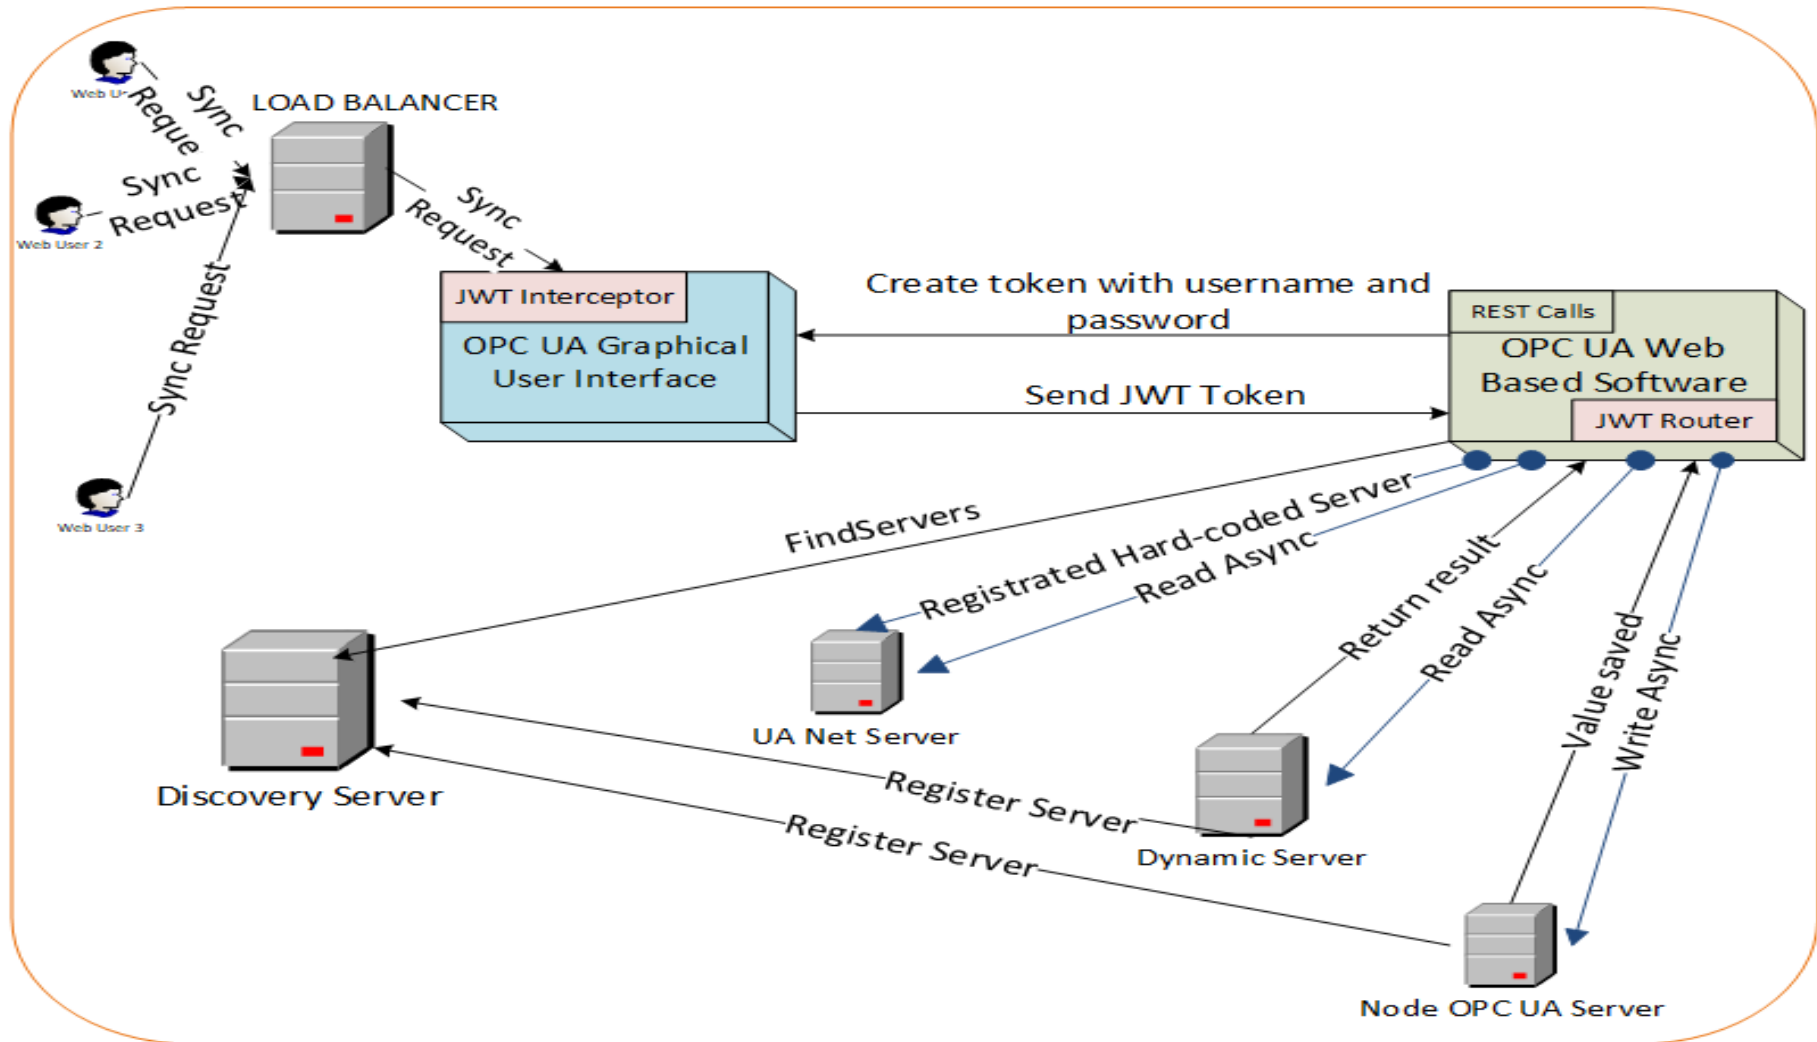 Web U
Sync
Reque
LOAD BALANCER
Sync
Request
Web User 2
Sync
Request
Sync Request
Web User 3
JWT Interceptor
OPC UA Graphical
User Interface
Create token with username and
password
Send JWT Token
REST Calls
OPC UA Web
Based Software
JWT Router
FindServers
Registrated Hard-coded Server
Read Async
Return result
Read Async
Value saved
Write Async
UA Net Server
Discovery Server
Register Server
Register Server
Dynamic Server
Node OPC UA Server